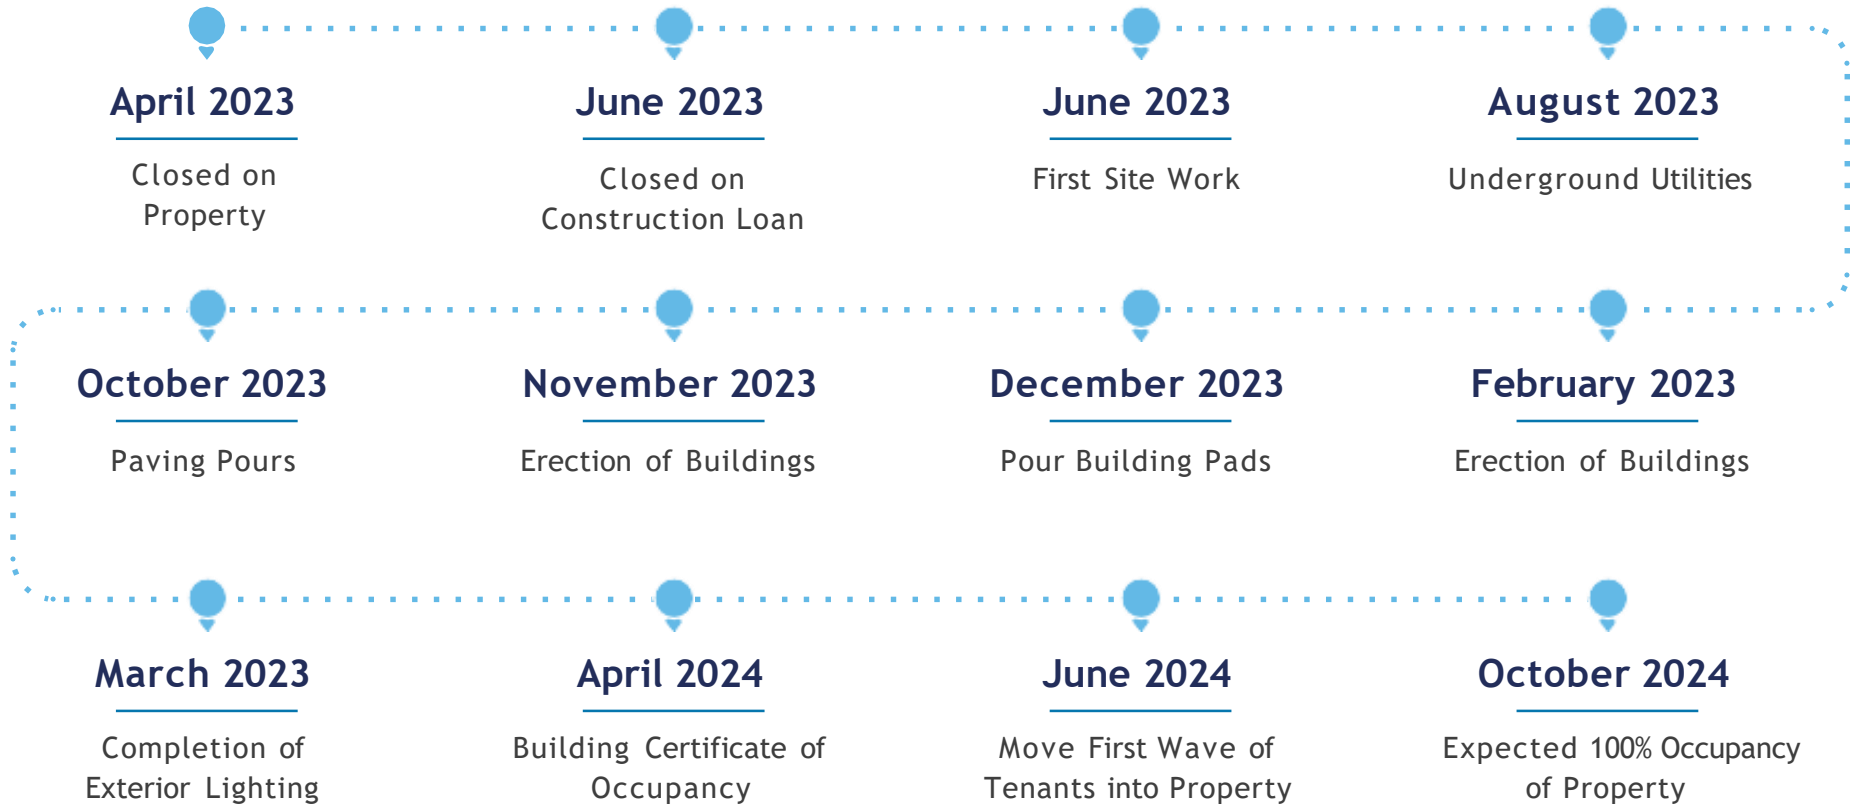 April 2023
Closed on
Property
June 2023
Closed on
Construction Loan
June 2023
First Site Work
August 2023
Underground Utilities
October 2023
Paving Pours
November 2023
Erection of Buildings
December 2023
Pour Building Pads
February 2023
Erection of Buildings
March 2023
Completion of
Exterior Lighting
April 2024
Building Certificate of
Occupancy
June 2024
Move First Wave of
Tenants into Property
October 2024
Expected 100% Occupancy
of Property